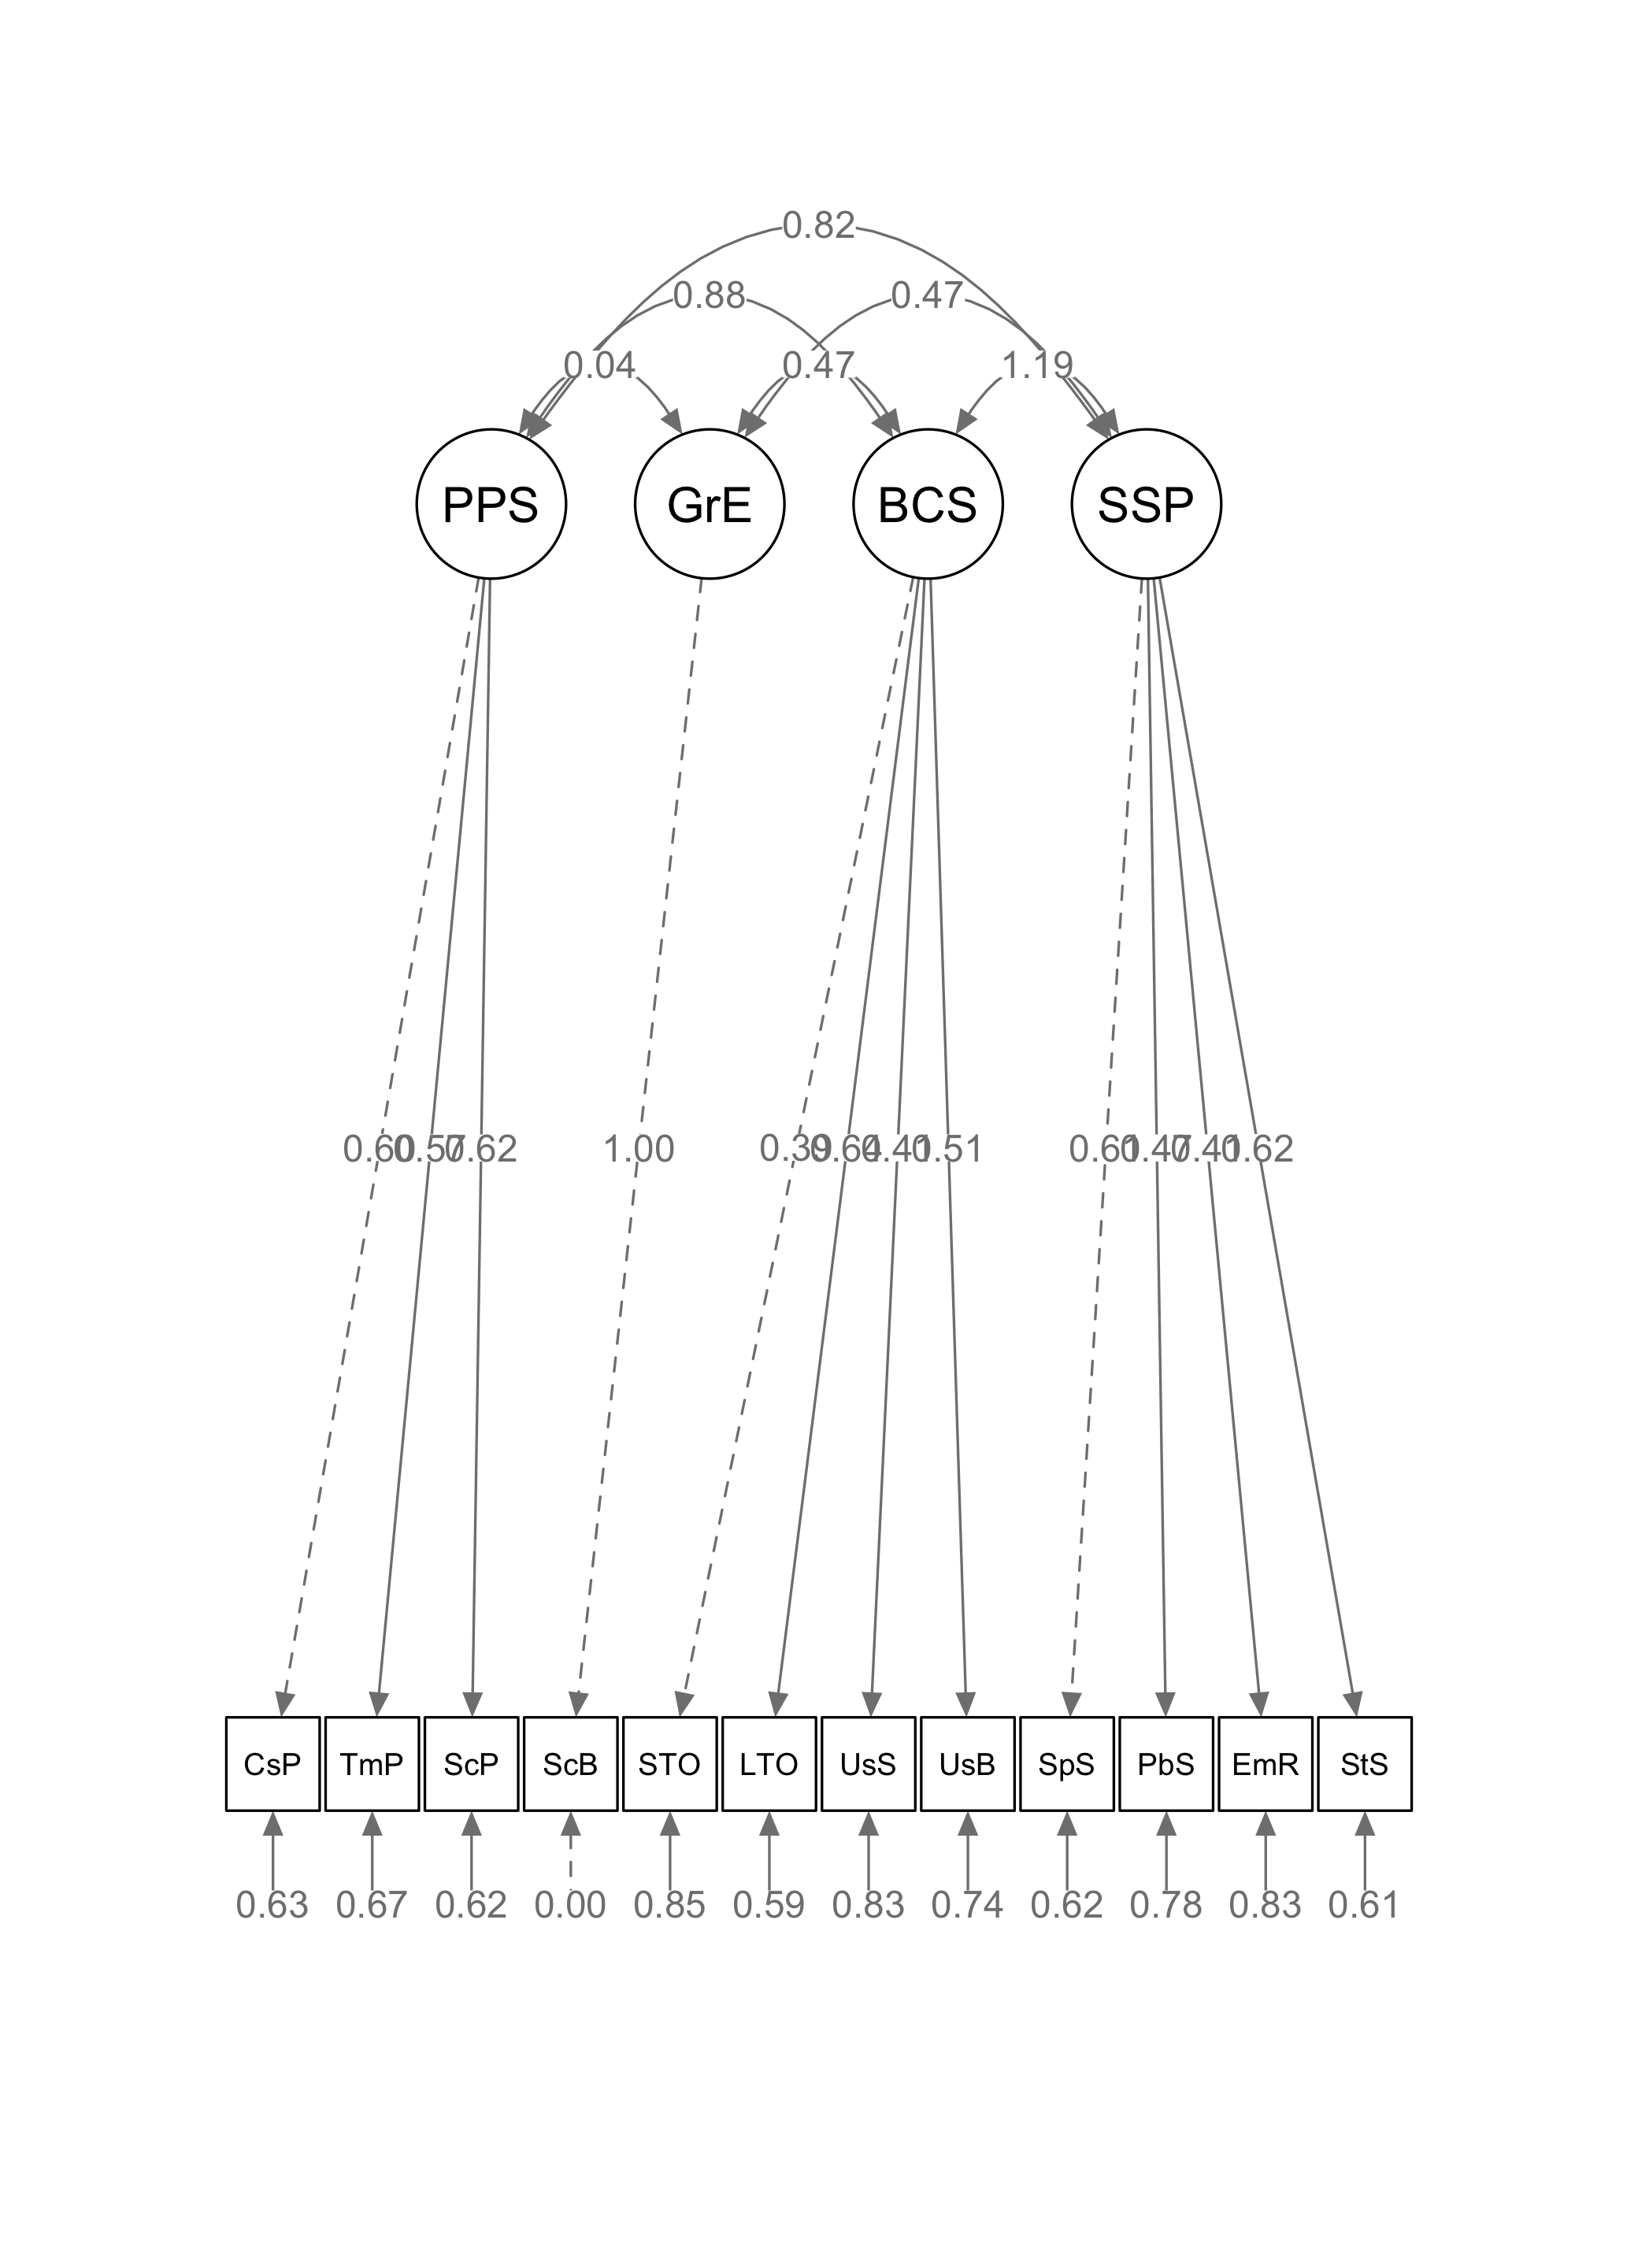 0.82
0.88 0.47
0.04 0.47 1.19
PPS GrE BCS SSP
0.60 0.57 0.62 1.00 0.39 0.64 0.41 0.51 0.61 0.47 0.41 0.62
CsP TmP ScP ScB STO LTO UsS UsB SpS PbS EmR StS
0.63 0.67 0.62 0.00 0.85 0.59 0.83 0.74 0.62 0.78 0.83 0.61